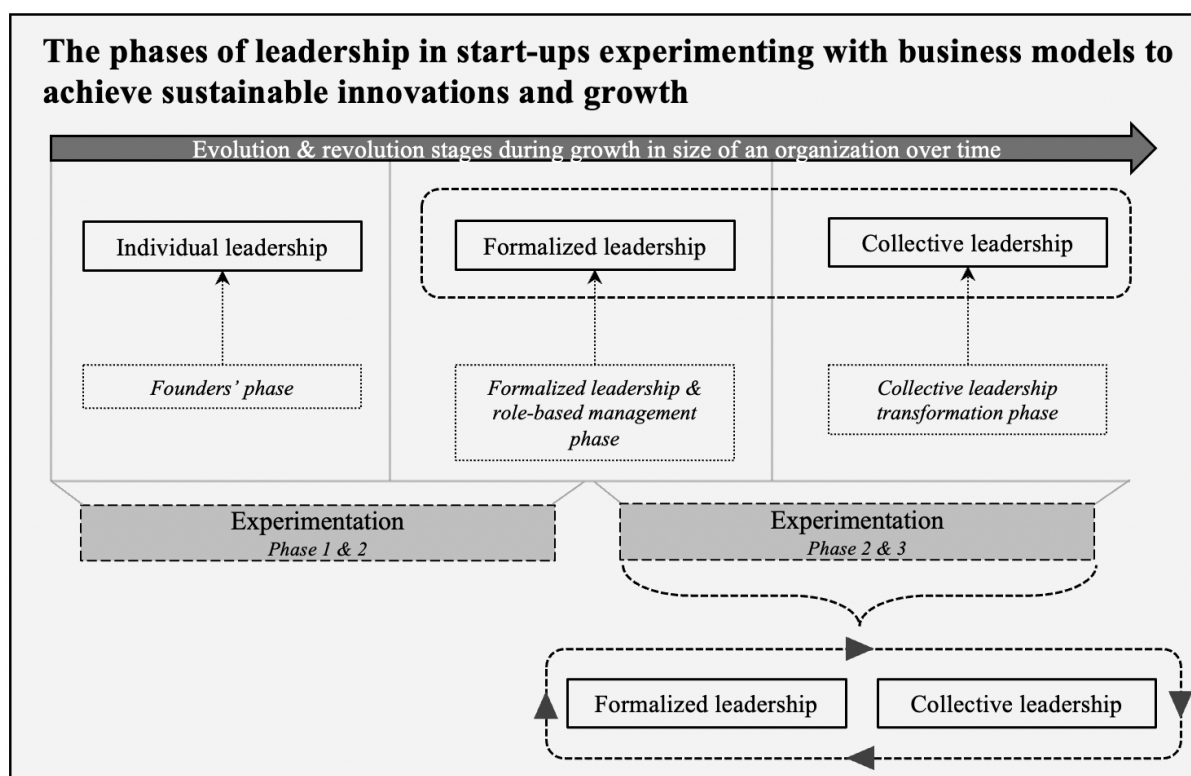 The phases of leadership in start-ups experimenting with business models to
achieve sustainable innovations and growth
Evolution & revolution stages during growth in size of an organization over time
Individual leadership
Formalized leadership
Collective leadership
Founders’ phase
Formalized leadership &
role-based management
phase
Collective leadership
transformation phase
Experimentation
Phase 1 & 2
Experimentation
Phase 2 & 3
Formalized leadership
Collective leadership